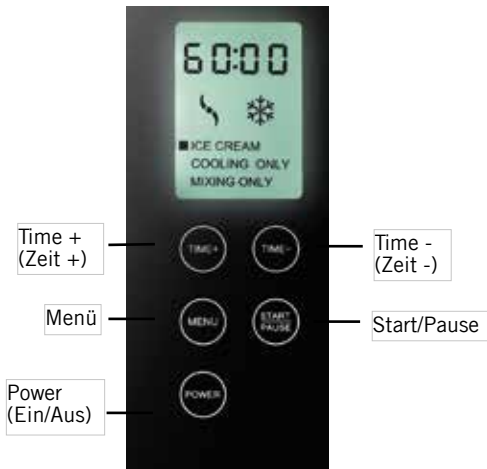 60:00
ICE CREAM
COOLING ONLY
MIXING ONLY
Time +
(Zeit +)
TIME+
TIME-
Time -
(Zeit -)
Menü
MENU
START
PAUSE
Start/Pause
Power
(Ein/Aus)
POWER